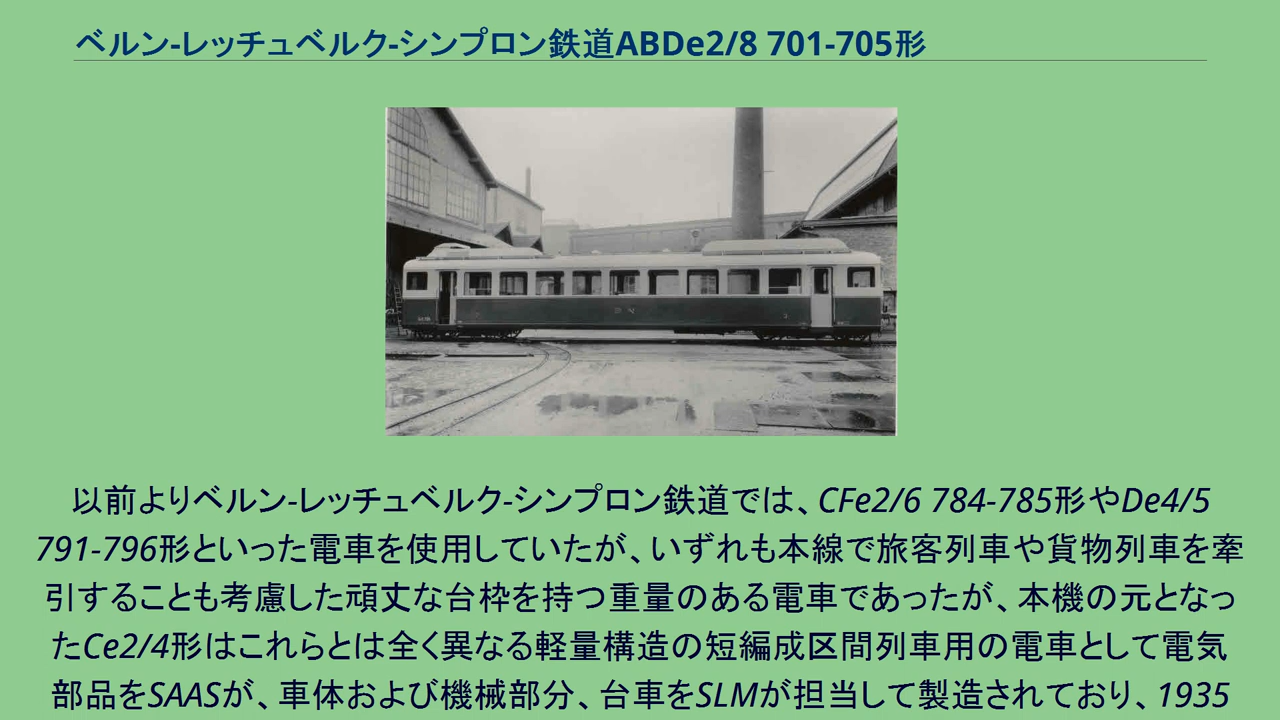 ベルン-レッチュベルク-シンプロン鉄道ABDe2/8 701-705形
以前よりベルン-レッチュベルク-シンプロン鉄道では、CFe2/6 784-785形やDe4/5
791-796形といった電車を使用していたが、いずれも本線で旅客列車や貨物列車を牽
引することも考慮した頑丈な台枠を持つ重量のある電車であったが、本機の元となっ
たCe2/4形はこれらとは全く異なる軽量構造の短編成区間列車用の電車として電気
部品をSAASが、車体および機械部分、台車をSLMが担当して製造されており、1935